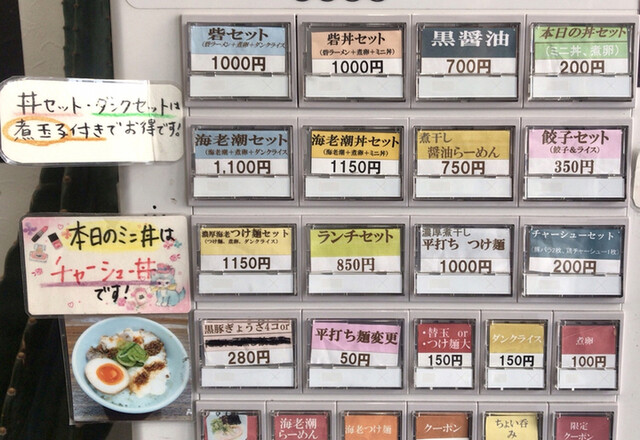 丼セット・ダンクセットは
煮玉子付きでお得です!
本日のミニ丼は
チャーシュー丼
です!
砦セット
(砦ラーメン+煮卵+ダンクライス)
1000円
砦丼セット
(砦ラーメン+煮卵+ミニ丼)
1000円
黒醤油
700円
本日の丼セット
(ミニ丼、煮卵)
200円
海老潮セット
(海老潮+煮卵+ダンクライス)
1,100円
海老潮丼セット
(海老潮+煮卵+ミニ丼)
1150円
煮干し
醤油らーめん
750円
餃子セット
(餃子&ライス)
350円
濃厚海老つけ麺セット
(つけ麺、煮卵、ダンクライス)
1150円
ランチセット
850円
濃厚煮干し
平打ち つけ麺
1000円
チャーシューセット
200円
黒豚ぎょうざ4コor
280円
平打ち麺変更
50円
・替玉 or
・つけ麺大
150円
ダンクライス
150円
煮卵
100円
海老潮
らーめん
海老つけ麺
クーポン
ちょい呑
み
限定
クーポン